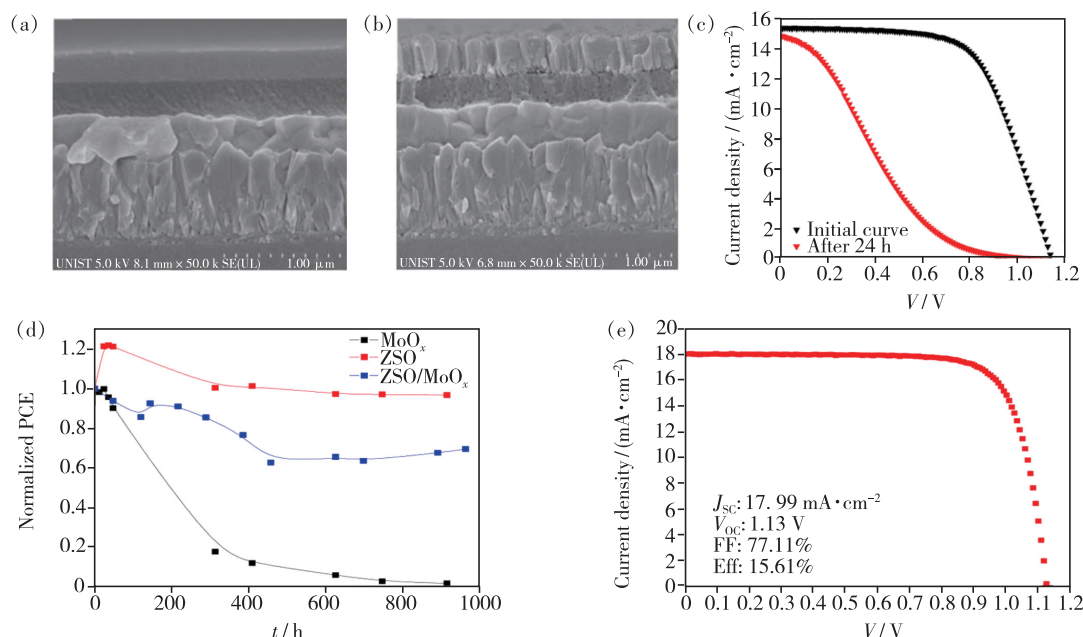 (a)
UNIST 5.0 kV 8.1 mm × 50.0 k SE(UL)
1.00 μm
(b)
UNIST 5.0 kV 6.8 mm × 50.0 k SE(UL)
1.00 μm
(c)
Current density / (mA·cm⁻²)
16
14
12
10
8
6
4
2
0
Initial curve
After 24 h
0 0.2 0.4 0.6 0.8 1.0 1.2
V / V
(d)
Normalized PCE
1.2
1.0
0.8
0.6
0.4
0.2
0
MoOₓ
ZSOₓ
ZSO/MoOₓ
0 200 400 600 800 1000
t / h
(e)
Current density / (mA·cm⁻²)
20
18
16
14
12
10
8
6
4
2
0
J_SC: 17.99 mA·cm⁻²
V_OC: 1.13 V
FF: 77.11%
Eff: 15.61%
0 0.1 0.2 0.3 0.4 0.5 0.6 0.7 0.8 0.9 1.0 1.1 1.2
V / V